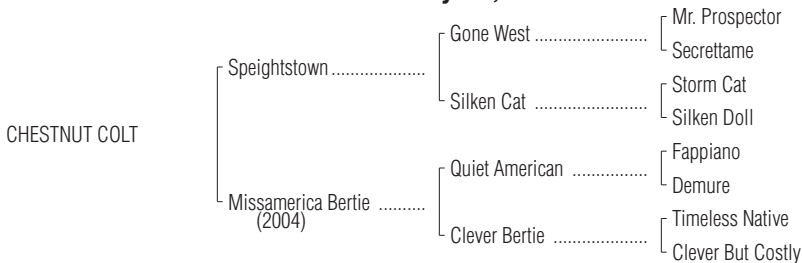 Mr. Prospector
Gone West ........................
Secrettame
Speightstown ....................
Storm Cat
Silken Cat ........................
Silken Doll
CHESTNUT COLT
Fappiano
Quiet American ................
Demure
Missamerica Bertie ..........
(2004)
Timeless Native
Clever Bertie ....................
Clever But Costly